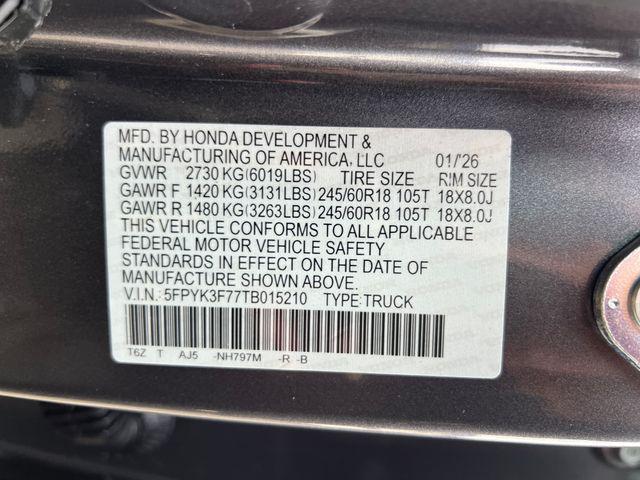 MFD. BY HONDA DEVELOPMENT &
MANUFACTURING OF AMERICA, LLC 01/'26
GVWR 2730 KG(6019LBS) TIRE SIZE RIM SIZE
GAWR F 1420 KG(3131LBS) 245/60R18 105T 18X8.0J
GAWR R 1480 KG(3263LBS) 245/60R18 105T 18X8.0J
THIS VEHICLE CONFORMS TO ALL APPLICABLE
FEDERAL MOTOR VEHICLE SAFETY
STANDARDS IN EFFECT ON THE DATE OF
MANUFACTURE SHOWN ABOVE.
V.I.N.: 5FPYK3F77TB015210 TYPE:TRUCK
T6Z T AJ5 -NH797M -R -B